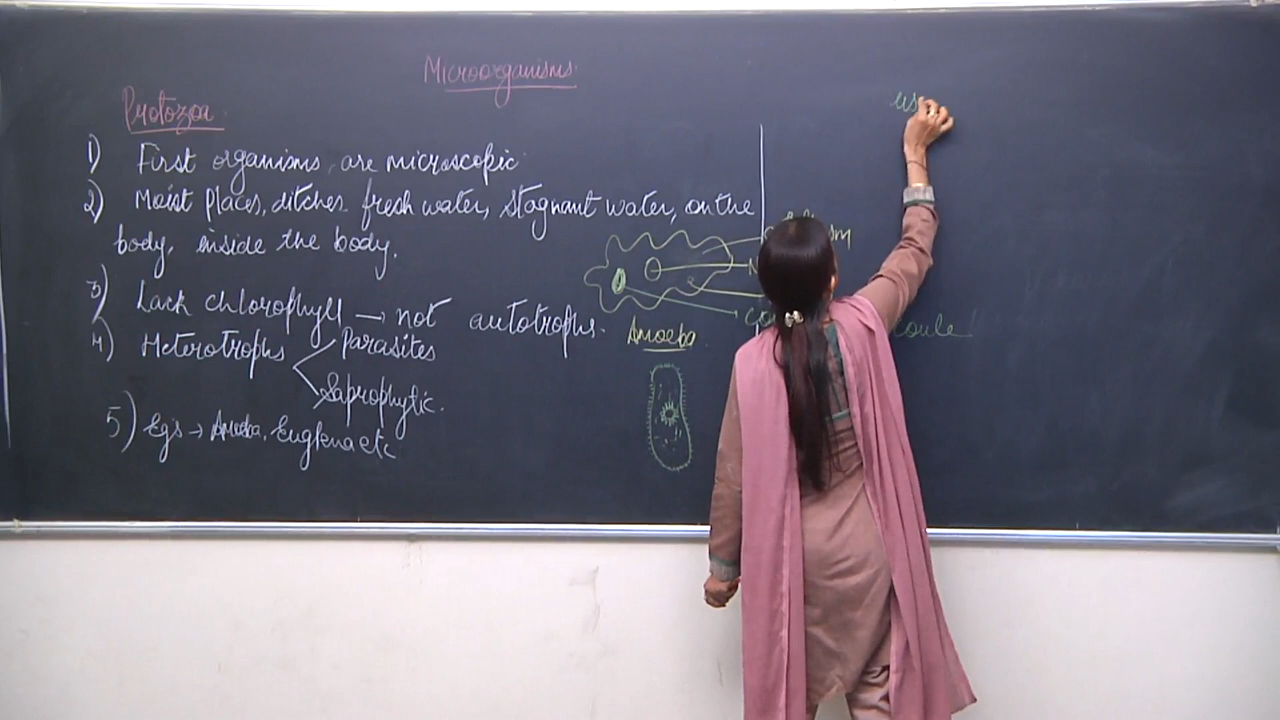 Microorganisms
Protozoa
1) First organisms, are microscopic
2) Moist Places, ditches fresh water, stagnant water, on the
body, inside the body.
3) Lack chlorophyll → not autotrophs.
4) Heterotrophs Parasites
Saprophytic.
5) Egs → Amoeba, Euglena etc
Amoeba
us